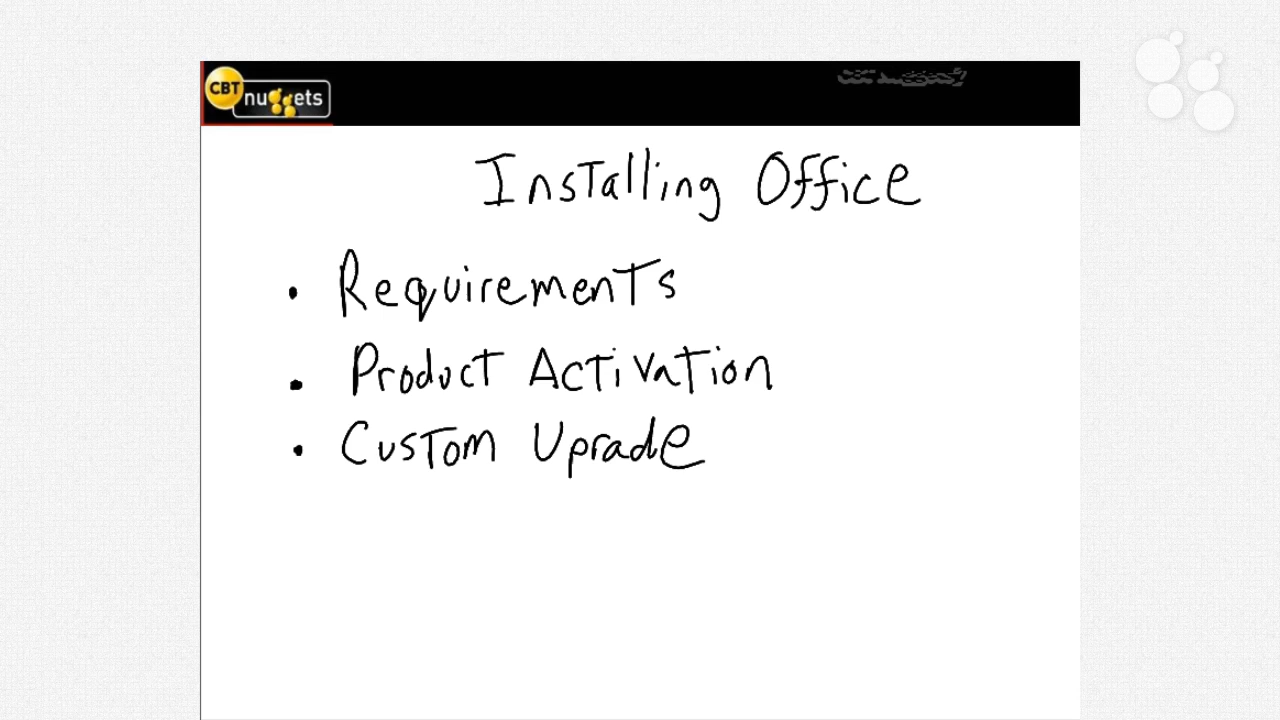 CBT nuggets
Installing Office
• Requirements
• Product Activation
• Custom Uprade